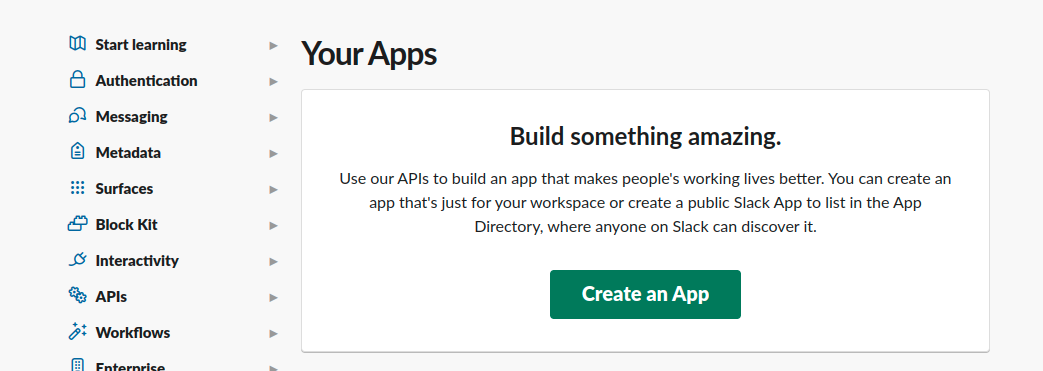 Start learning
Authentication
Messaging
Metadata
Surfaces
Block Kit
Interactivity
APIs
Workflows
Enterprise
Your Apps
Build something amazing.
Use our APIs to build an app that makes people's working lives better. You can create an
app that's just for your workspace or create a public Slack App to list in the App
Directory, where anyone on Slack can discover it.
Create an App